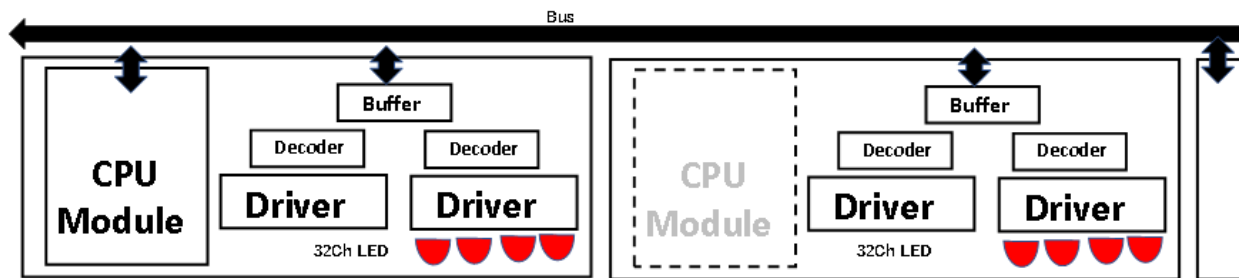 Bus
Buffer
Decoder
Decoder
CPU
Module
Driver
Driver
32Ch LED
Buffer
Decoder
Decoder
CPU
Module
Driver
Driver
32Ch LED